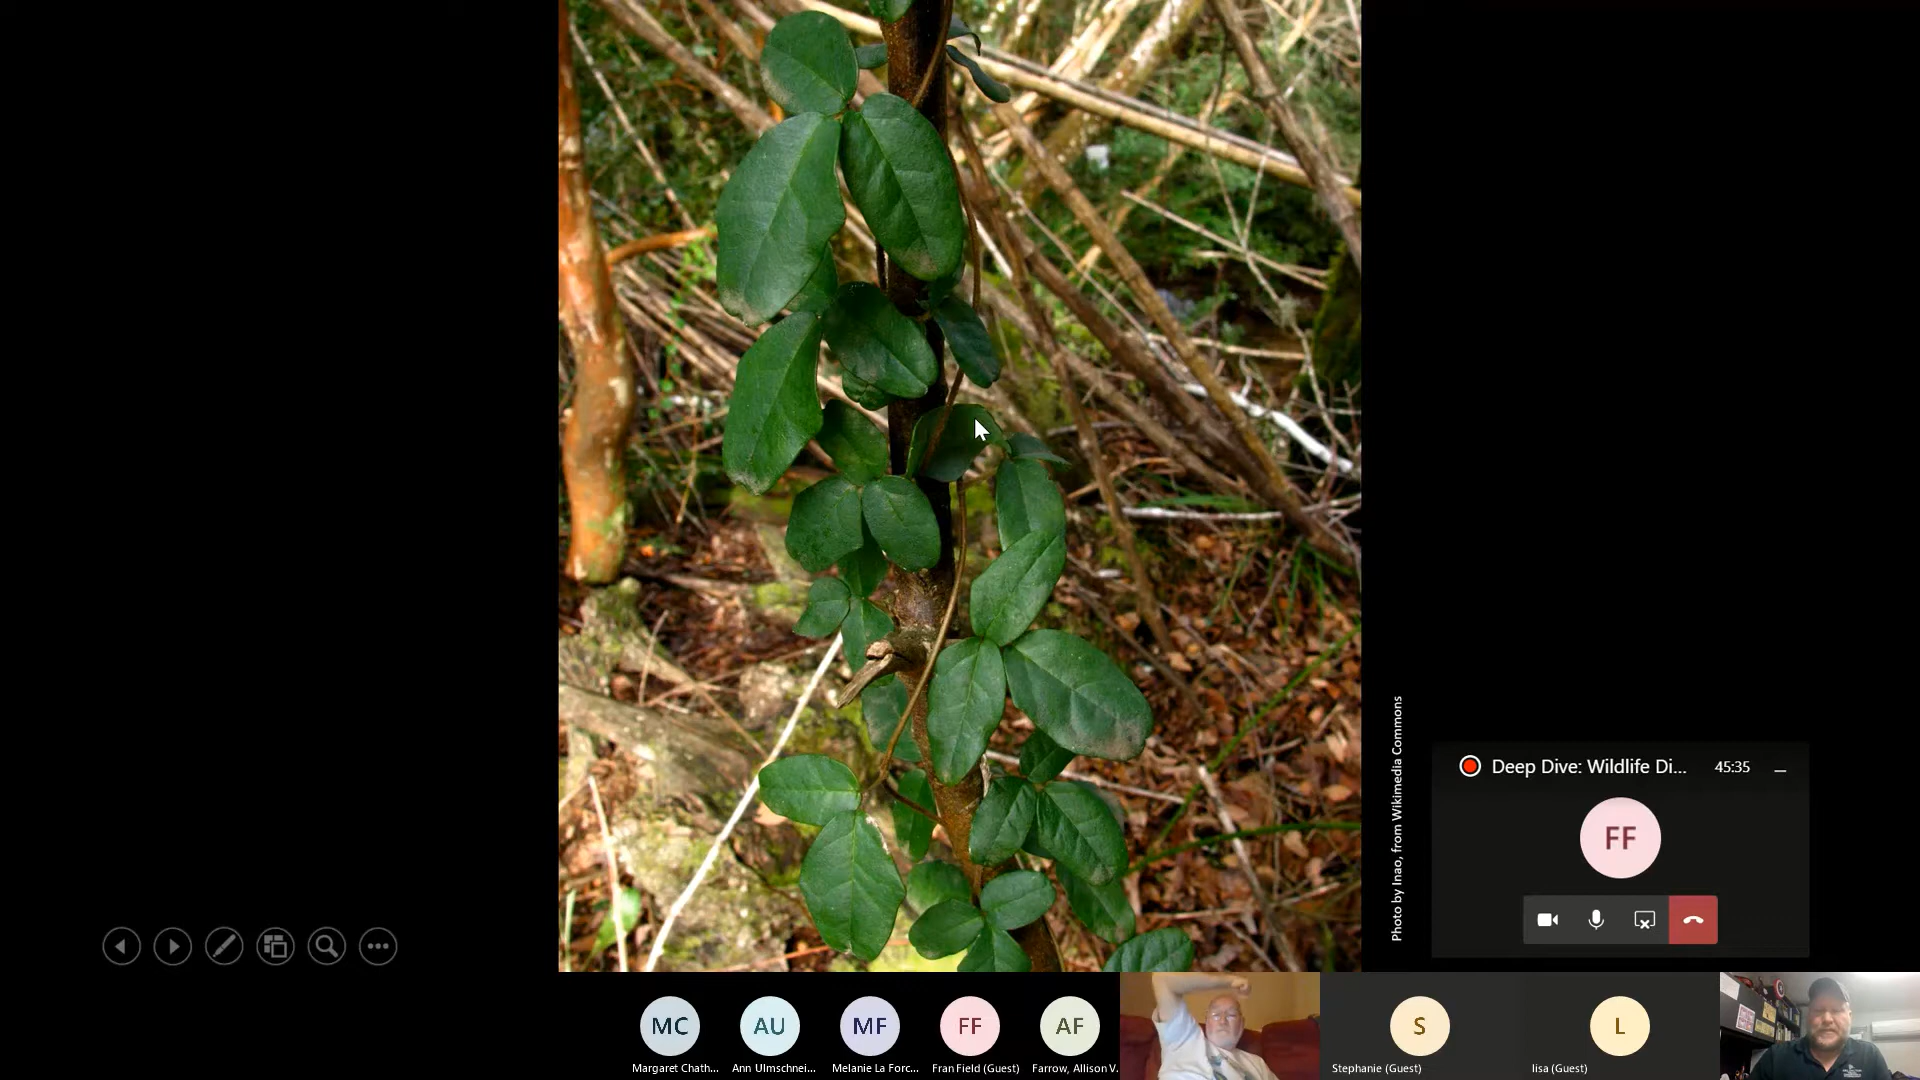 Photo by Inao, from Wikimedia Commons
Deep Dive: Wildlife Di...
45:35
FF
MC
AU
MF
FF
AF
S
L
Margaret Chath...
Ann Ulmschnei...
Melanie La Forc...
Fran Field (Guest)
Farrow, Allison V.
Stephanie (Guest)
lisa (Guest)